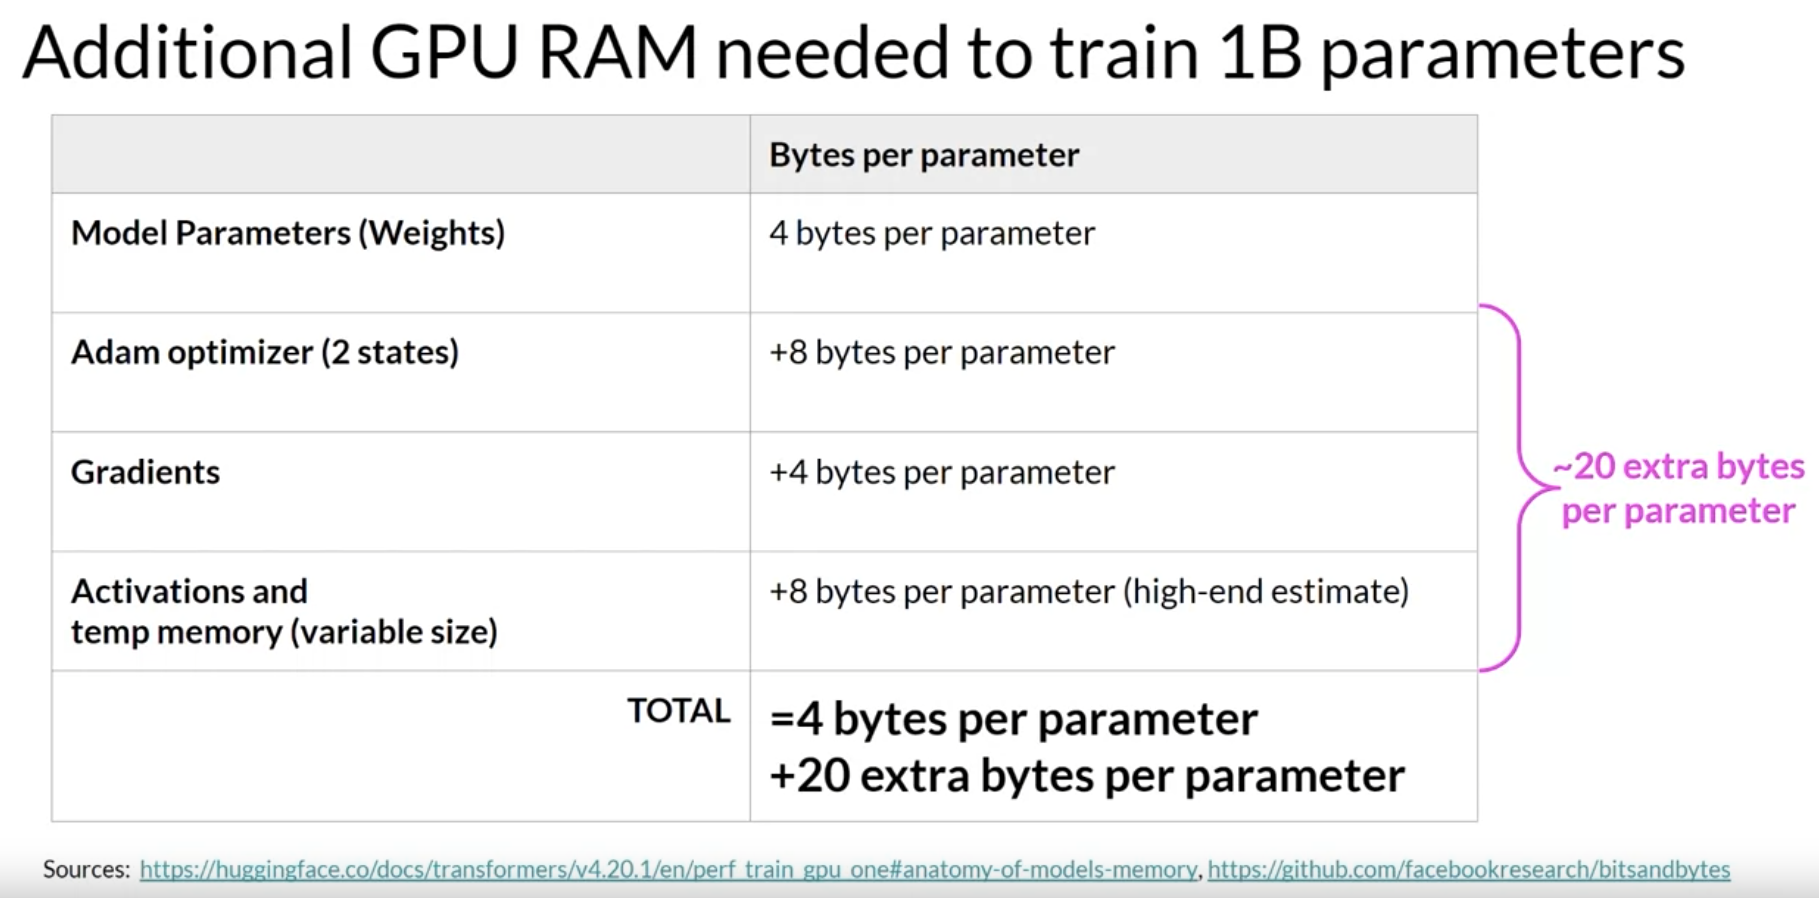 Additional GPU RAM needed to train 1B parameters
Bytes per parameter
Model Parameters (Weights)
4 bytes per parameter
Adam optimizer (2 states)
+8 bytes per parameter
Gradients
+4 bytes per parameter
Activations and
temp memory (variable size)
+8 bytes per parameter (high-end estimate)
~20 extra bytes
per parameter
TOTAL
=4 bytes per parameter
+20 extra bytes per parameter
Sources: https://huggingface.co/docs/transformers/v4.20.1/en/perf_train_gpu_one#anatomy-of-models-memory, https://github.com/facebookresearch/bitsandbytes